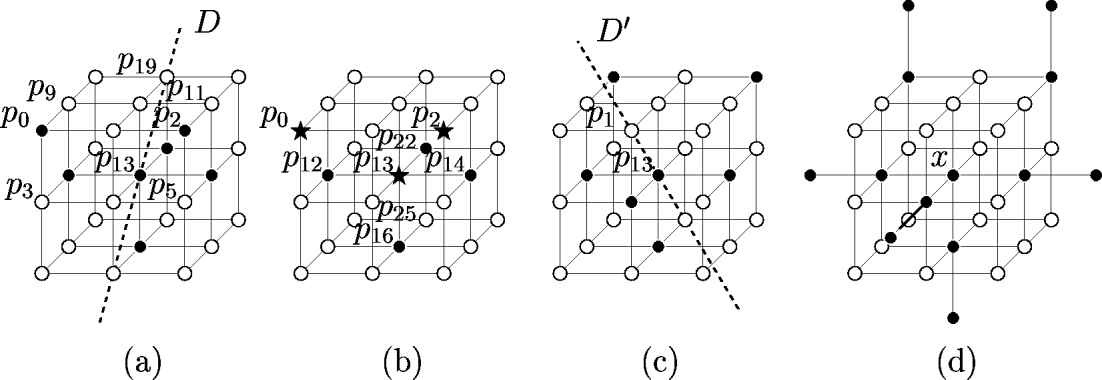 D
p₁₉
p₉
p₁₁
p₀
p₂
p₁₃
p₃
p₅
(a)
p₀
p₂
p₂₂
p₁₂
p₁₃
p₁₄
p₂₅
p₁₆
(b)
D′
p₁
p₁₃
(c)
x
(d)